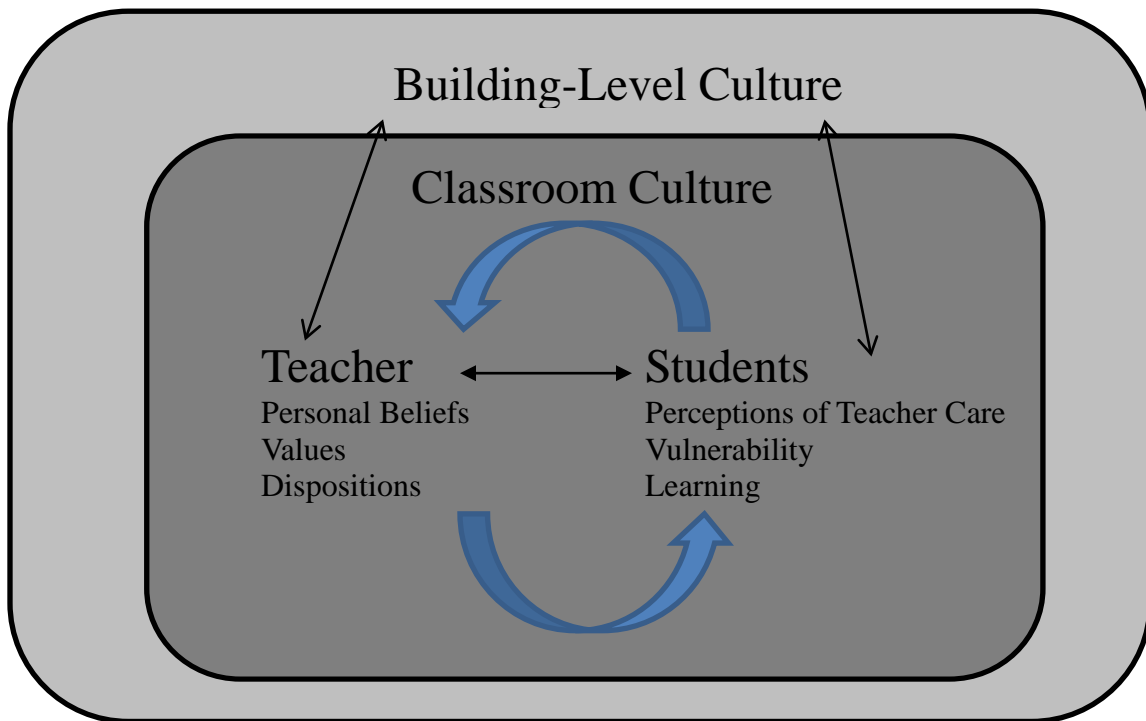 Building-Level Culture
Classroom Culture
Teacher
Personal Beliefs
Values
Dispositions
Students
Perceptions of Teacher Care
Vulnerability
Learning